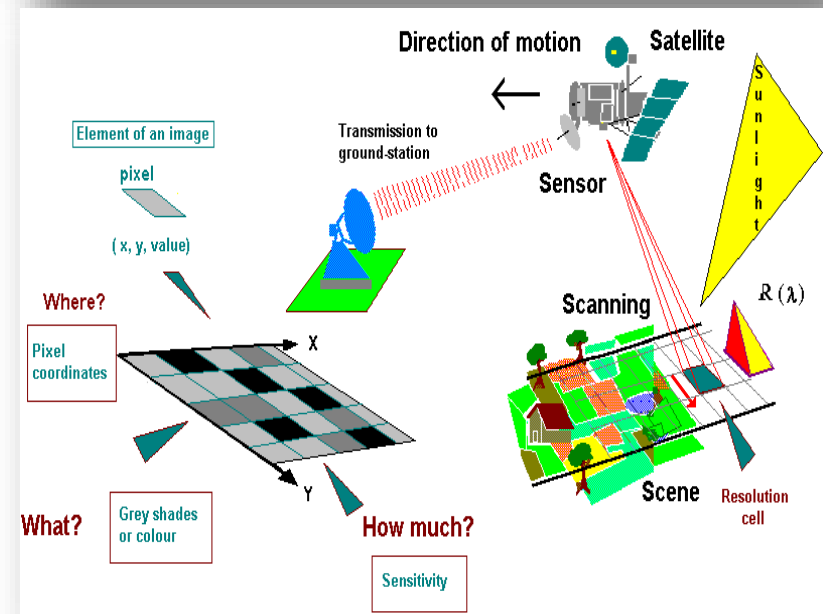 Direction of motion
Satellite
Sunlight
Element of an image
Transmission to
ground-station
pixel
Sensor
( x, y, value)
Where?
Scanning
R (λ)
Pixel
coordinates
X
Y
Scene
Resolution
cell
What?
Grey shades
or colour
How much?
Sensitivity